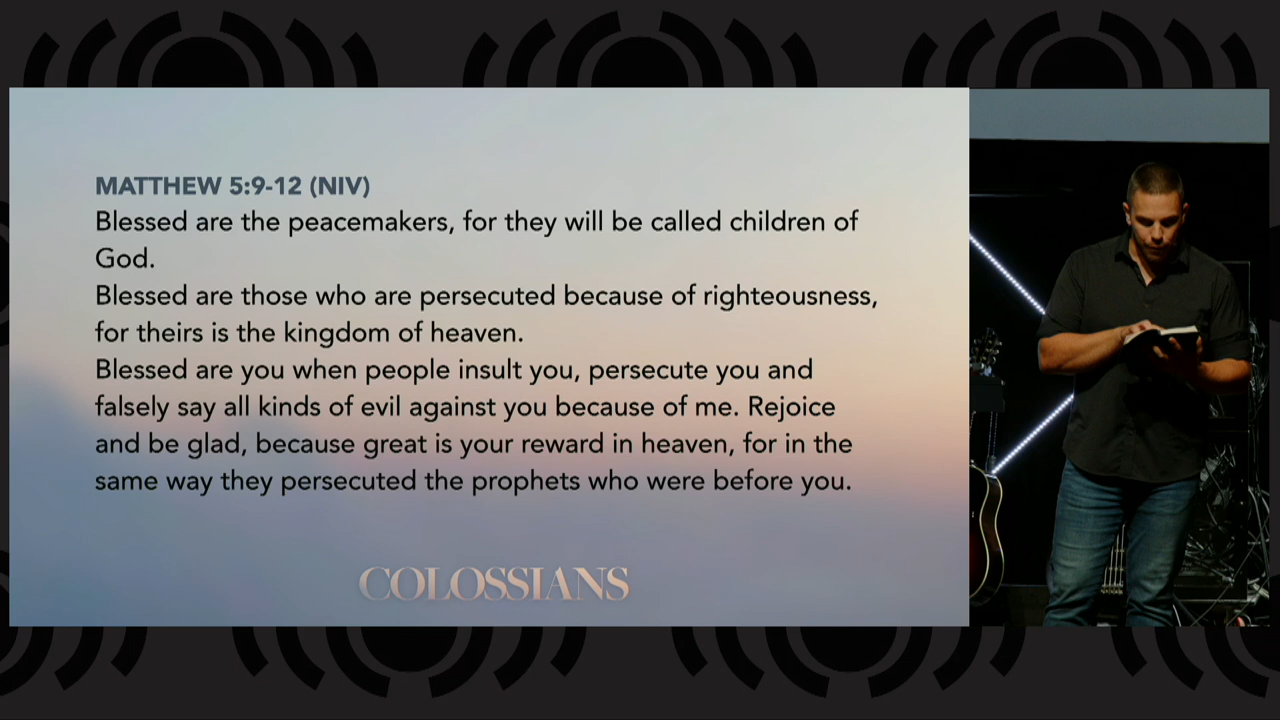 MATTHEW 5:9-12 (NIV)
Blessed are the peacemakers, for they will be called children of
God.
Blessed are those who are persecuted because of righteousness,
for theirs is the kingdom of heaven.
Blessed are you when people insult you, persecute you and
falsely say all kinds of evil against you because of me. Rejoice
and be glad, because great is your reward in heaven, for in the
same way they persecuted the prophets who were before you.
COLOSSIANS